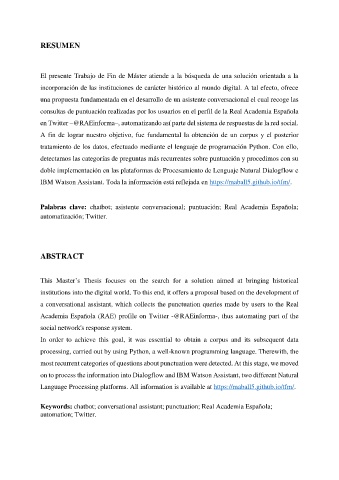 RESUMEN
El presente Trabajo de Fin de Máster atiende a la búsqueda de una solución orientada a la
incorporación de las instituciones de carácter histórico al mundo digital. A tal efecto, ofrece
una propuesta fundamentada en el desarrollo de un asistente conversacional el cual recoge las
consultas de puntuación realizadas por los usuarios en el perfil de la Real Academia Española
en Twitter –@RAEinforma–, automatizando así parte del sistema de respuestas de la red social.
A fin de lograr nuestro objetivo, fue fundamental la obtención de un corpus y el posterior
tratamiento de los datos, efectuado mediante el lenguaje de programación Python. Con ello,
detectamos las categorías de preguntas más recurrentes sobre puntuación y procedimos con su
doble implementación en las plataformas de Procesamiento de Lenguaje Natural Dialogflow e
IBM Watson Assistant. Toda la información está reflejada en https://maball5.github.io/tfm/.
Palabras clave: chatbot; asistente conversacional; puntuación; Real Academia Española;
automatización; Twitter.
ABSTRACT
This Master's Thesis focuses on the search for a solution aimed at bringing historical
institutions into the digital world. To this end, it offers a proposal based on the development of
a conversational assistant, which collects the punctuation queries made by users to the Real
Academia Española (RAE) profile on Twitter -@RAEinforma-, thus automating part of the
social network's response system.
In order to achieve this goal, it was essential to obtain a corpus and its subsequent data
processing, carried out by using Python, a well-known programming language. Therewith, the
most recurrent categories of questions about punctuation were detected. At this stage, we moved
on to process the information into Dialogflow and IBM Watson Assistant, two different Natural
Language Processing platforms. All information is available at https://maball5.github.io/tfm/.
Keywords: chatbot; conversational assistant; punctuation; Real Academia Española;
automation; Twitter.